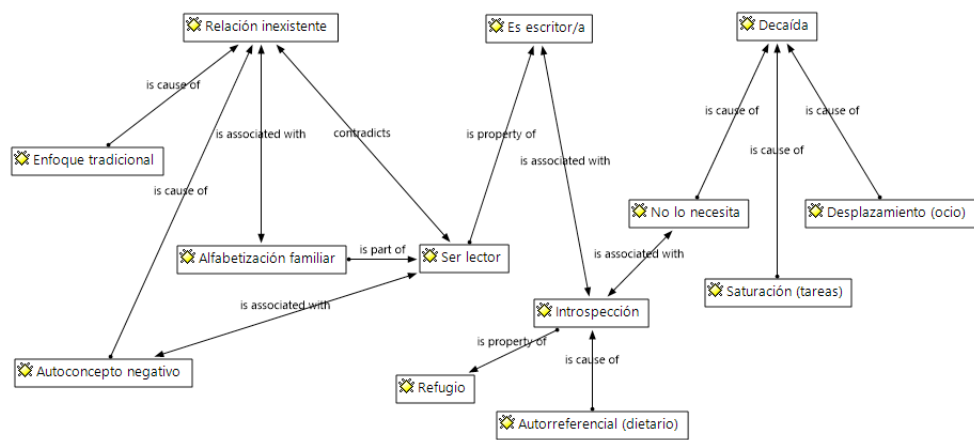 Relación inexistente
Es escritor/a
Decaída
is cause of
is associated with
contradicts
is property of
is associated with
is cause of
is cause of
is cause of
Enfoque tradicional
is cause of
No lo necesita
Desplazamiento (ocio)
Alfabetización familiar
is part of
Ser lector
is associated with
Saturación (tareas)
is associated with
Introspección
is property of
is cause of
Autoconcepto negativo
Refugio
Autorreferencial (dietario)